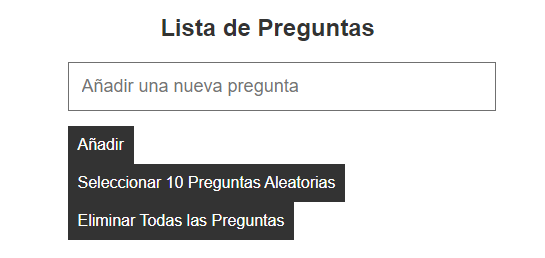 Lista de Preguntas
Añadir una nueva pregunta
Añadir
Seleccionar 10 Preguntas Aleatorias
Eliminar Todas las Preguntas